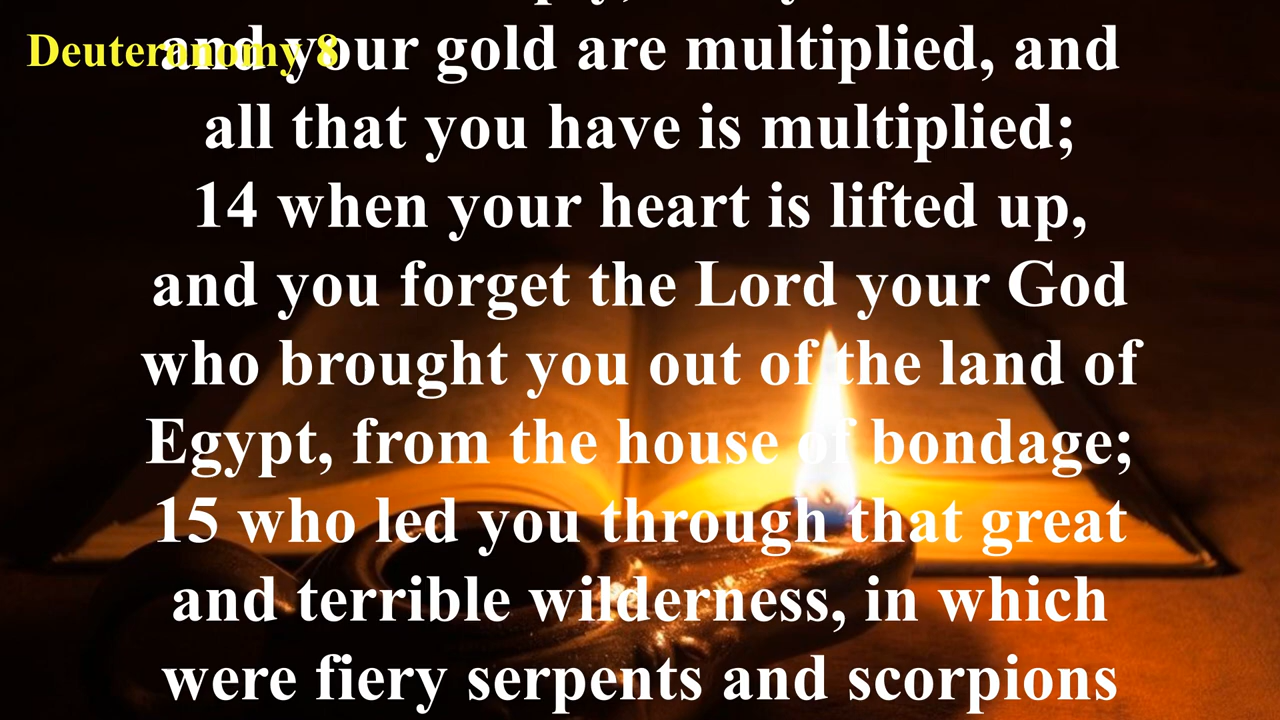 Deuteronomy 8
and your gold are multiplied, and
all that you have is multiplied;
14 when your heart is lifted up,
and you forget the Lord your God
who brought you out of the land of
Egypt, from the house of bondage;
15 who led you through that great
and terrible wilderness, in which
were fiery serpents and scorpions